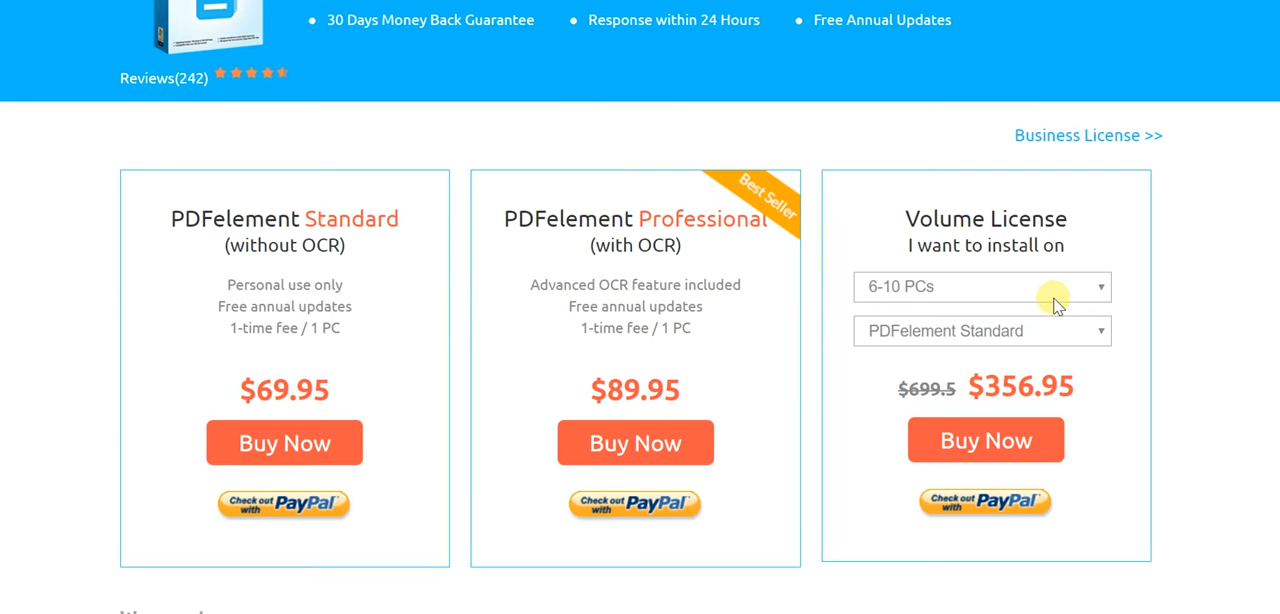 30 Days Money Back Guarantee
Response within 24 Hours
Free Annual Updates
Reviews(242)
Business License >>
PDFelement Standard
(without OCR)
Personal use only
Free annual updates
1-time fee / 1 PC
$69.95
Buy Now
Check out with PayPal
Best Seller
PDFelement Professional
(with OCR)
Advanced OCR feature included
Free annual updates
1-time fee / 1 PC
$89.95
Buy Now
Check out with PayPal
Volume License
I want to install on
6-10 PCs
PDFelement Standard
$699.5 $356.95
Buy Now
Check out with PayPal